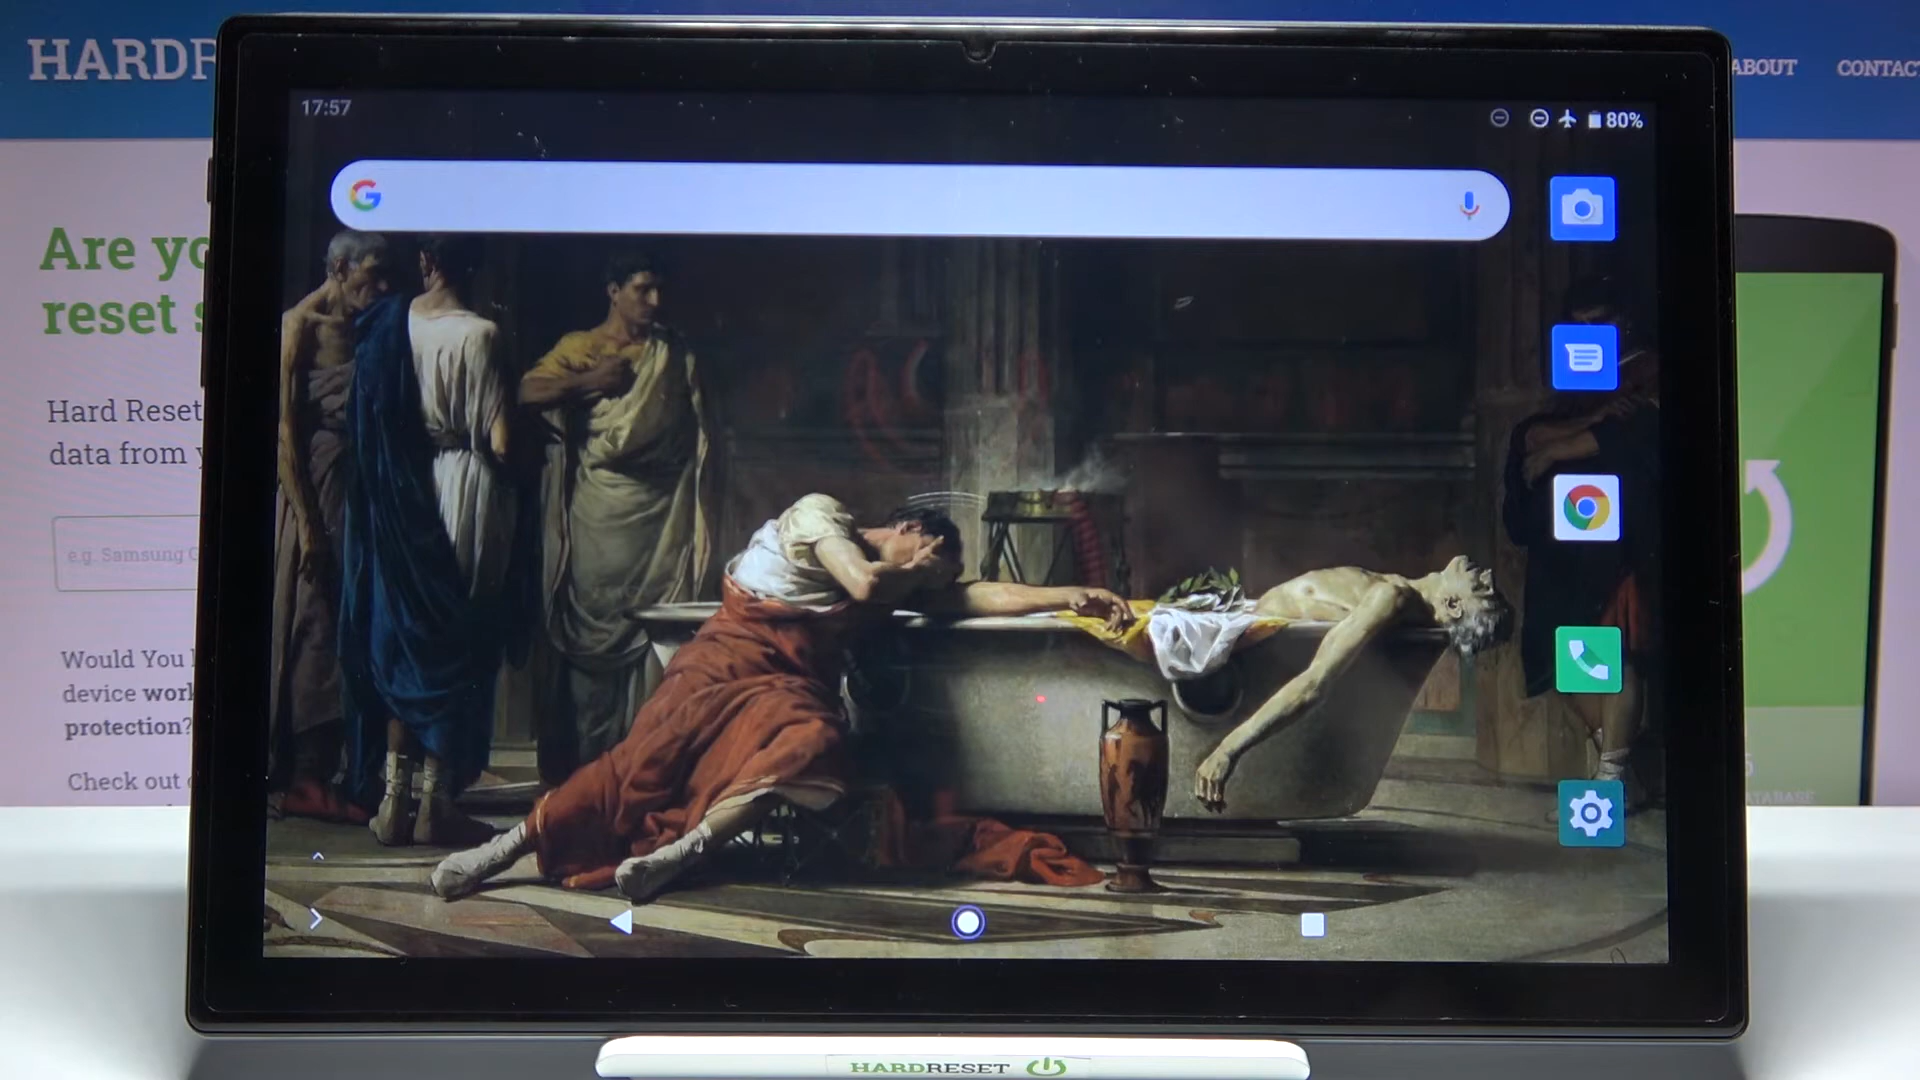 HARDR
ABOUT
CONTAC
17:57
80%
Are yo
reset s
Hard Reset
data from y
e.g. Samsung G
Would You l
device work
protection?
Check out
ATABASE
HARDRESET